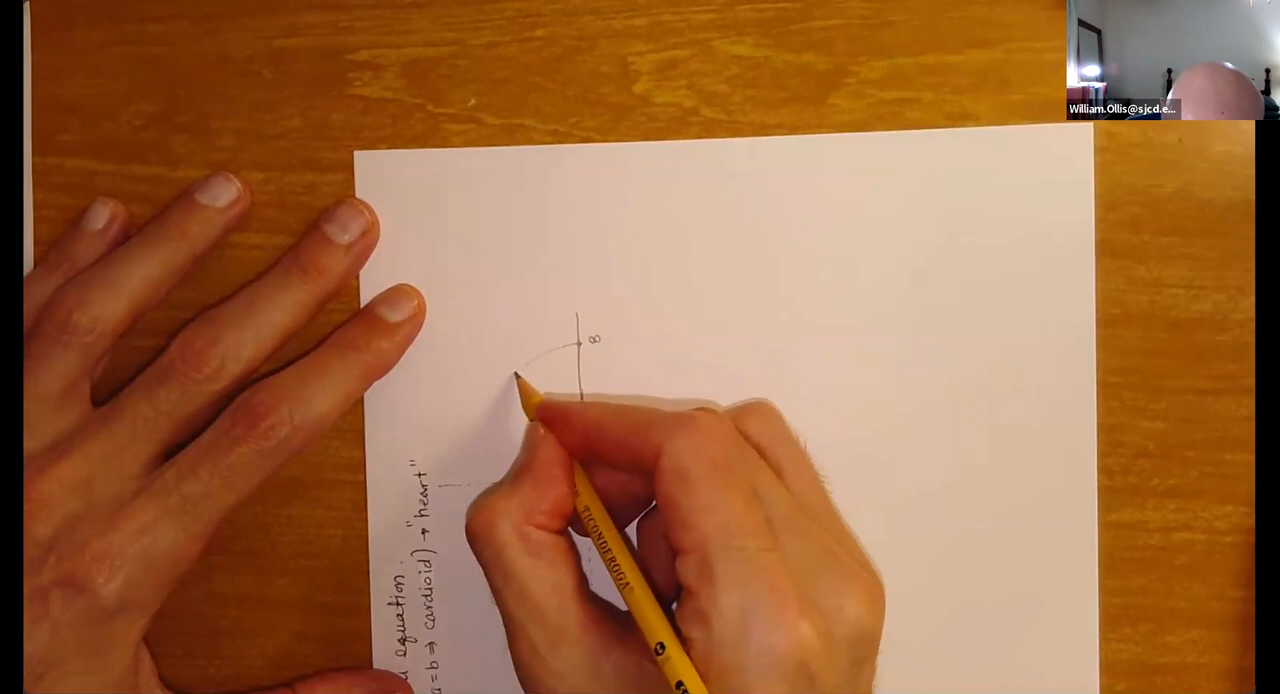 equation.
a = b ⇒ cardioid) → "heart"
8
TICONDEROGA
William.Ollis@sjcd.e...